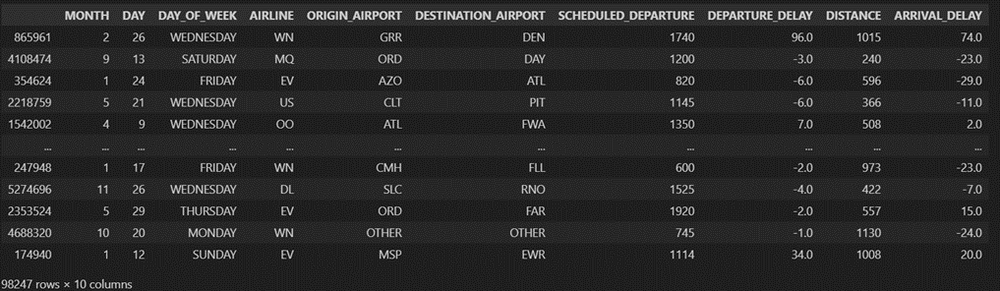 MONTH DAY DAY_OF_WEEK AIRLINE ORIGIN_AIRPORT DESTINATION_AIRPORT SCHEDULED_DEPARTURE DEPARTURE_DELAY DISTANCE ARRIVAL_DELAY
865961 2 26 WEDNESDAY WN GRR DEN 1740 96.0 1015 74.0
4108474 9 13 SATURDAY MQ ORD DAY 1200 -3.0 240 -23.0
354624 1 24 FRIDAY EV AZO ATL 820 -6.0 596 -29.0
2218759 5 21 WEDNESDAY US CLT PIT 1145 -6.0 366 -11.0
1542002 4 9 WEDNESDAY OO ATL FWA 1350 7.0 508 2.0
... ... ... ... ... ... ... ... ... ... ...
247948 1 17 FRIDAY WN CMH FLL 600 -2.0 973 -23.0
5274696 11 26 WEDNESDAY DL SLC RNO 1525 -4.0 422 -7.0
2353524 5 29 THURSDAY EV ORD FAR 1920 -2.0 557 15.0
4688320 10 20 MONDAY WN OTHER OTHER 745 -1.0 1130 -24.0
174940 1 12 SUNDAY EV MSP EWR 1114 34.0 1008 20.0
98247 rows × 10 columns